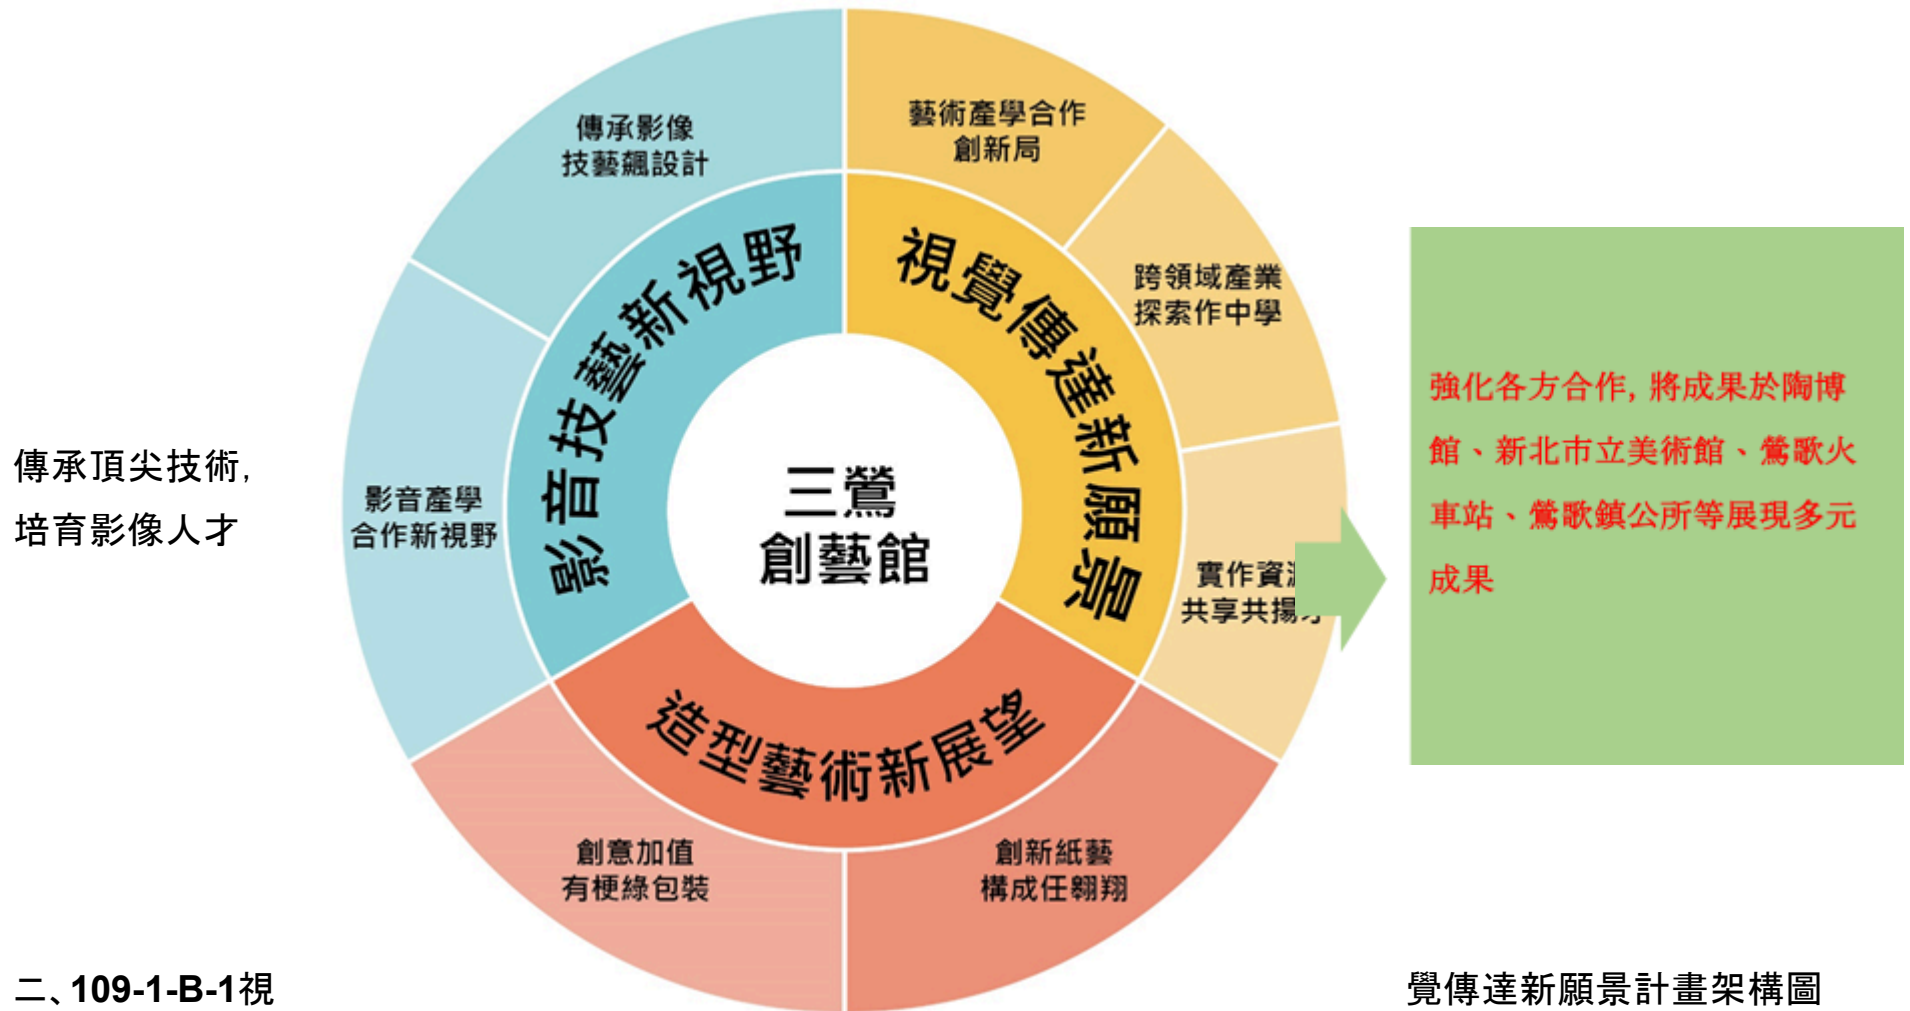 傳承影像
技藝飆設計
藝術產學合作
創新局
跨領域產業
探索作中學
影音技藝新視野
視覺傳達新願景
強化各方合作, 將成果於陶博
館、新北市立美術館、鶯歌火
車站、鶯歌鎮公所等展現多元
成果
傳承頂尖技術,
培育影像人才
影音產學
合作新視野
三鶯
創藝館
實作資
共享共揚
造型藝術新展望
創意加值
有梗綠包裝
創新紙藝
構成任翱翔
二、109-1-B-1視
覺傳達新願景計畫架構圖